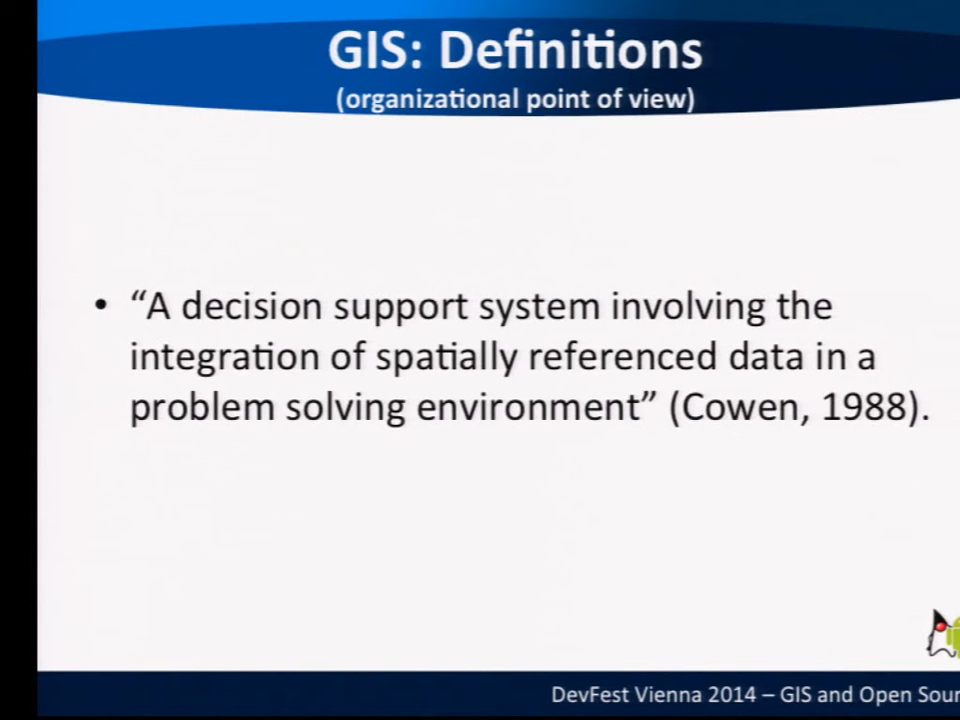 GIS: Definitions
(organizational point of view)
• “A decision support system involving the
integration of spatially referenced data in a
problem solving environment” (Cowen, 1988).
DevFest Vienna 2014 – GIS and Open Sour